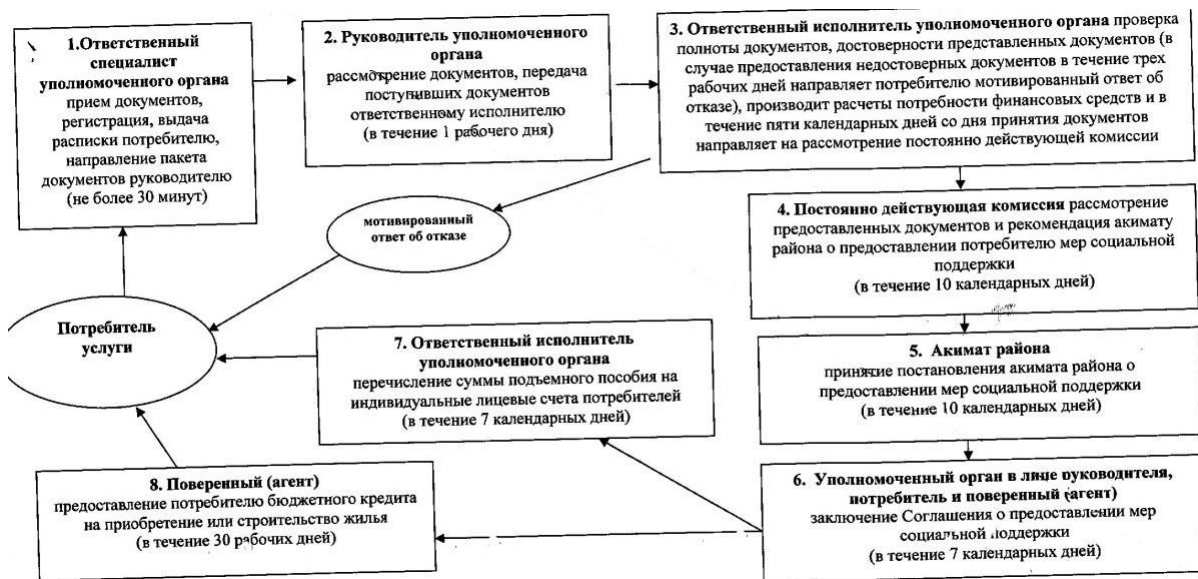 1.Ответственный
специалист
уполномоченного органа
прием документов,
регистрация, выдача
расписки потребителю,
направление пакета
документов руководителю
(не более 30 минут)
2. Руководитель уполномоченного
органа
рассмотрение документов, передача
поступивших документов
ответственному исполнителю
(в течение 1 рабочего дня)
3. Ответственный исполнитель уполномоченного органа проверка
полноты документов, достоверности представленных документов (в
случае предоставления недостоверных документов в течение трех
рабочих дней направляет потребителю мотивированный ответ об
отказе), производит расчеты потребности финансовых средств и в
течение пяти календарных дней со дня принятия документов
направляет на рассмотрение постоянно действующей комиссии
мотивированный
ответ об отказе
4. Постоянно действующая комиссия рассмотрение
предоставленных документов и рекомендация акимату
района о предоставлении потребителю мер социальной
поддержки
(в течение 10 календарных дней)
Потребитель
услуги
7. Ответственный исполнитель
уполномоченного органа
перечисление суммы подъемного пособия на
индивидуальные лицевые счета потребителей
(в течение 7 календарных дней)
5. Акимат района
принятие постановления акимата района о
предоставлении мер социальной поддержки
(в течение 10 календарных дней)
8. Поверенный (агент)
предоставление потребителю бюджетного кредита
на приобретение или строительство жилья
(в течение 30 рабочих дней)
6. Уполномоченный орган в лице руководителя,
потребитель и поверенный (агент)
заключение Соглашения о предоставлении мер
социальной поддержки
(в течение 7 календарных дней)